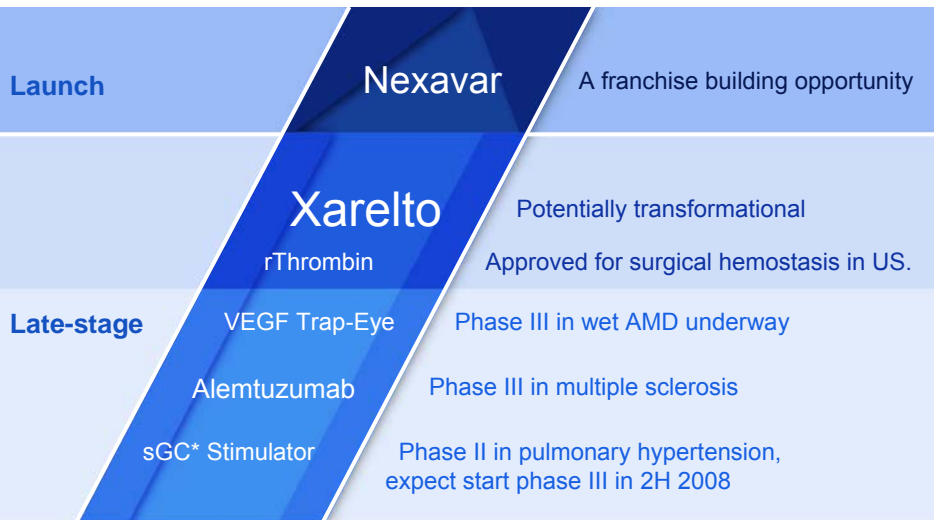 Launch Nexavar A franchise building opportunity
Xarelto Potentially transformational
rThrombin Approved for surgical hemostasis in US.
Late-stage VEGF Trap-Eye Phase III in wet AMD underway
Alemtuzumab Phase III in multiple sclerosis
sGC* Stimulator Phase II in pulmonary hypertension,
expect start phase III in 2H 2008